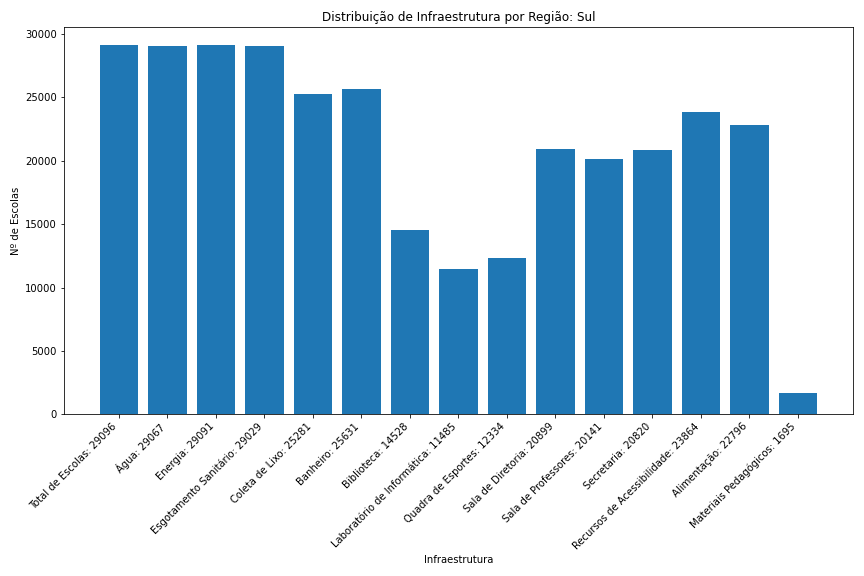 Distribuição de Infraestrutura por Região: Sul
Nº de Escolas
30000
25000
20000
15000
10000
5000
0
Total de Escolas: 29096
Água: 29067
Energia: 29091
Esgotamento Sanitário: 29029
Coleta de Lixo: 25281
Banheiro: 25631
Biblioteca: 14528
Laboratório de Informática: 11485
Quadra de Esportes: 12334
Sala de Diretoria: 20899
Sala de Professores: 20141
Secretaria: 20820
Recursos de Acessibilidade: 23864
Alimentação: 22796
Materiais Pedagógicos: 1695
Infraestrutura